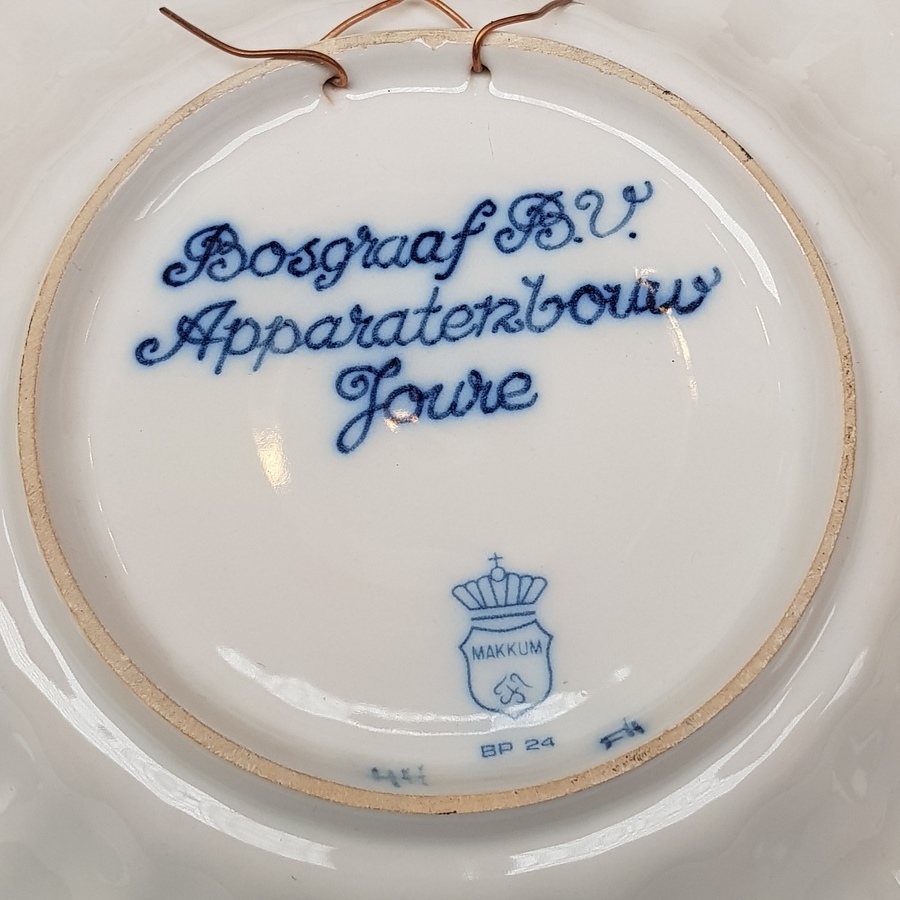 Bosgraaf B.V.
Apparatenbouw
Joure
MAKKUM
BP 24